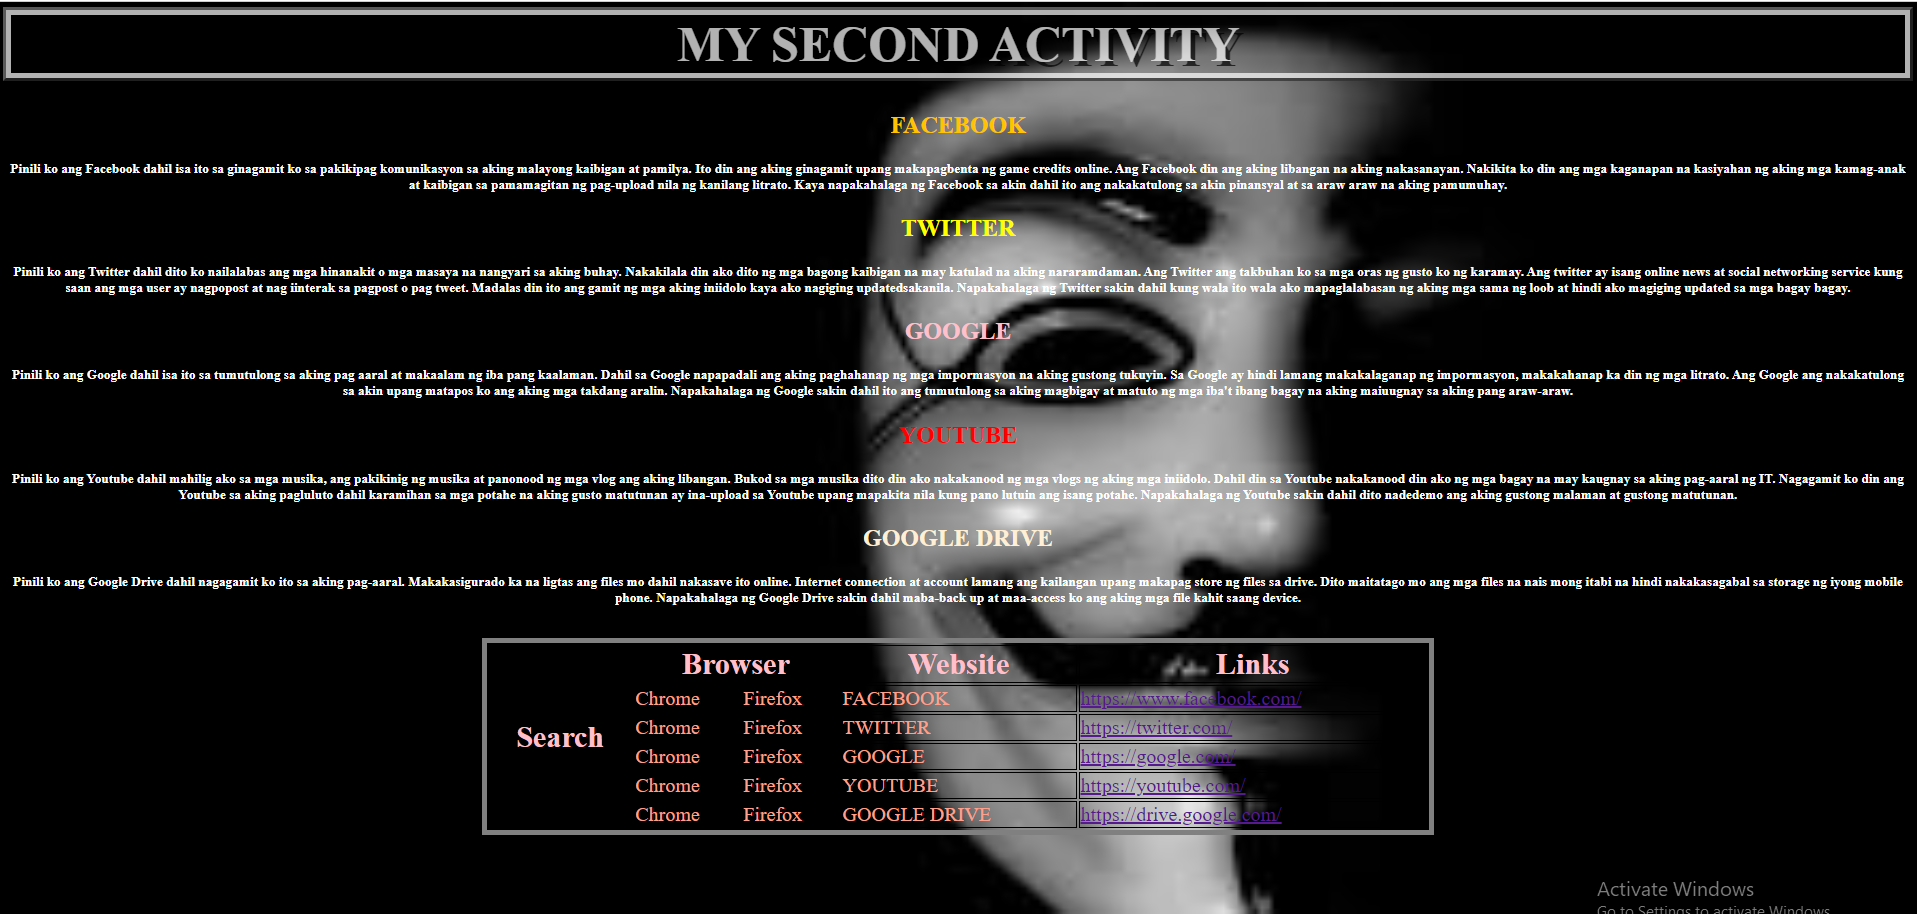 MY SECOND ACTIVITY
FACEBOOK
Pinili ko ang Facebook dahil isa ito sa ginagamit ko sa pakikipag komunikasyon sa aking malayong kaibigan at pamilya. Ito din ang aking ginagamit upang makapagbenta ng game credits online. Ang Facebook din ang aking libangan na aking nakasanayan. Nakikita ko din ang mga kaganapan na kasiyahan ng aking mga kamag-anak
at kaibigan sa pamamagitan ng pag-upload nila ng kanilang litrato. Kaya napakahalaga ng Facebook sa akin dahil ito ang nakakatulong sa akin pinansyal at sa araw araw na aking pamumuhay.
TWITTER
Pinili ko ang Twitter dahil dito ko nailalabas ang mga hinanakit o mga masaya na nangyari sa aking buhay. Nakakilala din ako dito ng mga bagong kaibigan na may katulad na aking nararamdaman. Ang Twitter ang takbuhan ko sa mga oras ng gusto ko ng karamay. Ang twitter ay isang online news at social networking service kung
saan ang mga user ay nagpopost at nag iinterak sa pagpost o pag tweet. Madalas din ito ang gamit ng mga aking iniidolo kaya ako nagiging updatedsakanila. Napakahalaga ng Twitter sakin dahil kung wala ito wala ako mapaglalabasan ng aking mga sama ng loob at hindi ako magiging updated sa mga bagay bagay.
GOOGLE
Pinili ko ang Google dahil isa ito sa tumutulong sa aking pag aaral at makaalam ng iba pang kaalaman. Dahil sa Google napapadali ang aking paghahanap ng mga impormasyon na aking gustong tukuyin. Sa Google ay hindi lamang makakalaganap ng impormasyon, makakahanap ka din ng mga litrato. Ang Google ang nakakatulong
sa akin upang matapos ko ang aking mga takdang aralin. Napakahalaga ng Google sakin dahil ito ang tumutulong sa aking magbigay at matuto ng mga iba't ibang bagay na aking maiuugnay sa aking pang araw-araw.
YOUTUBE
Pinili ko ang Youtube dahil mahilig ako sa mga musika, ang pakikinig ng musika at panonood ng mga vlog ang aking libangan. Bukod sa mga musika dito din ako nakakanood ng mga vlogs ng aking mga iniidolo. Dahil din sa Youtube nakakanood din ako ng mga bagay na may kaugnay sa aking pag-aaral ng IT. Nagagamit ko din ang
Youtube sa aking pagluluto dahil karamihan sa mga potahe na aking gusto matutunan ay ina-upload sa Youtube upang mapakita nila kung pano lutuin ang isang potahe. Napakahalaga ng Youtube sakin dahil dito nadedemo ang aking gustong malaman at gustong matutunan.
GOOGLE DRIVE
Pinili ko ang Google Drive dahil nagagamit ko ito sa aking pag-aaral. Makakasigurado ka na ligtas ang files mo dahil nakasave ito online. Internet connection at account lamang ang kailangan upang makapag store ng files sa drive. Dito maitatago mo ang mga files na nais mong itabi na hindi nakakasagabal sa storage ng iyong mobile
phone. Napakahalaga ng Google Drive sakin dahil maba-back up at maa-access ko ang aking mga file kahit saang device.
Browser Website Links
Chrome Firefox FACEBOOK https://www.facebook.com/
Chrome Firefox TWITTER https://twitter.com/
Search
Chrome Firefox GOOGLE https://google.com/
Chrome Firefox YOUTUBE https://youtube.com/
Chrome Firefox GOOGLE DRIVE https://drive.google.com/
Activate Windows
Go to Settings to activate Windows.